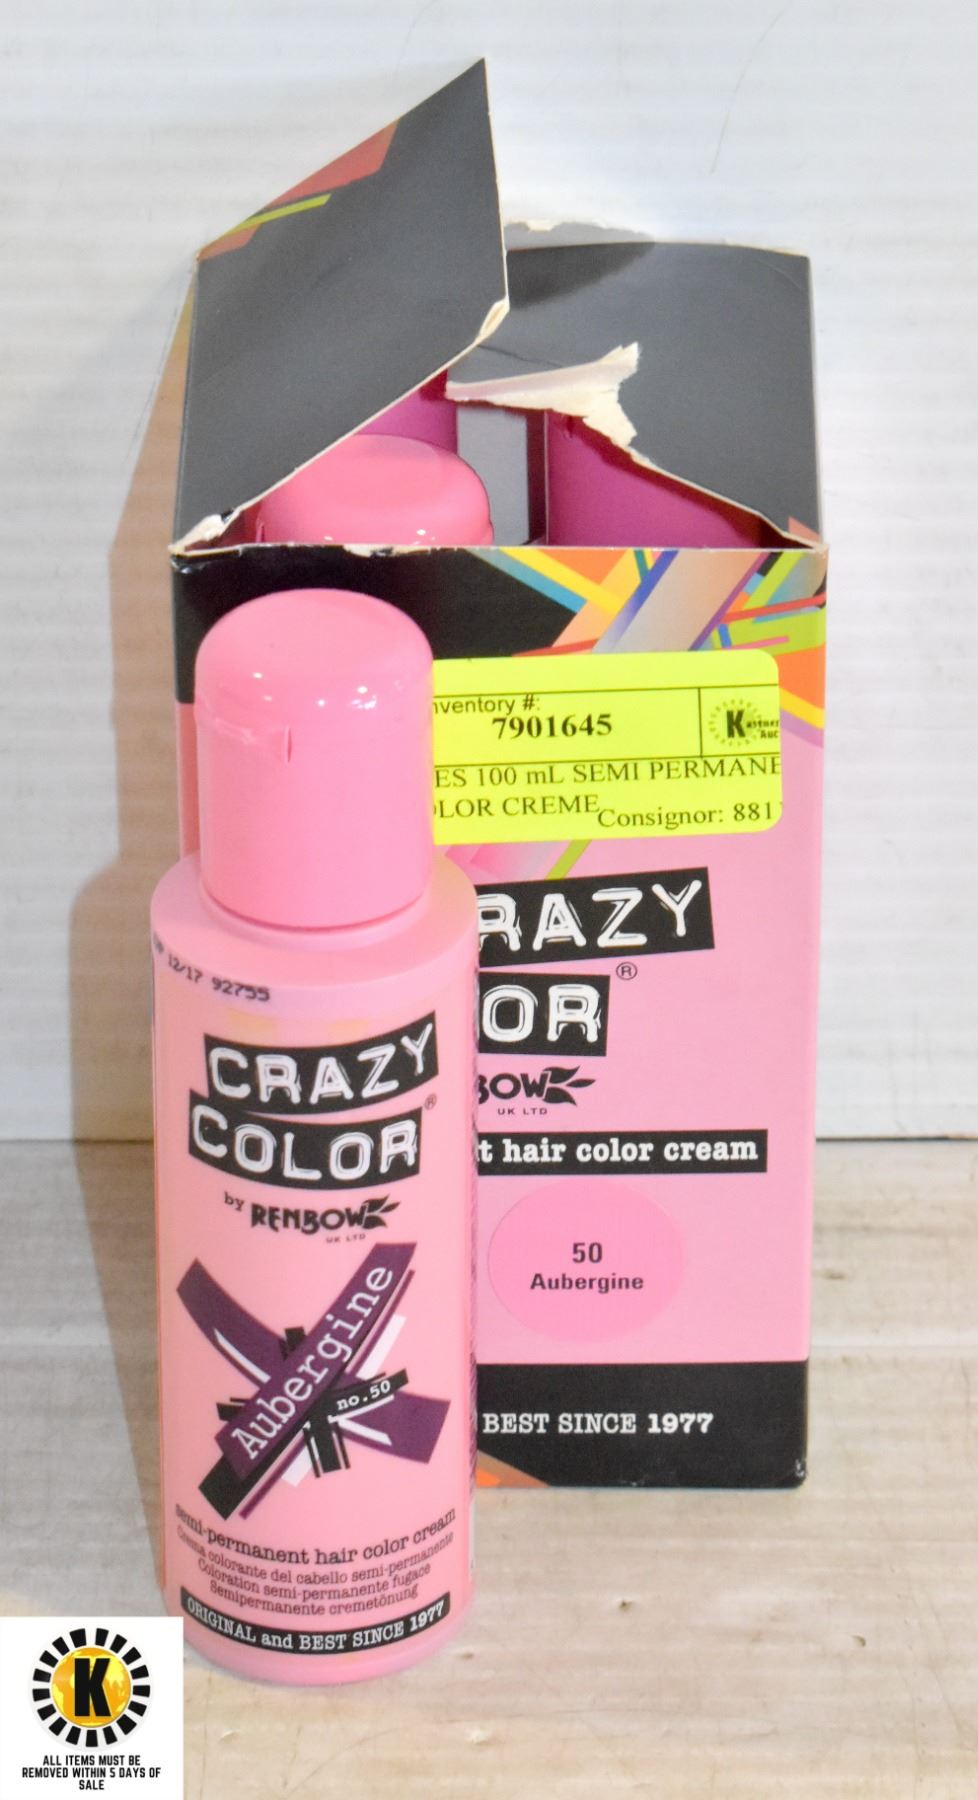 nventory #:
7901645
K
ES 100 mL SEMI PERMANE
LOR CREME
Consignor: 881
RAZY
OR®
BOW
UK LTD
t hair color cream
50
Aubergine
BEST SINCE 1977
12/17 92755
CRAZY
COLOR®
by RENBOW
UK LTD
Aubergine
no.50
semi-permanent hair color cream
Crema colorante del cabello semi-permanente
Coloration semi-permanente fugace
Semipermanente cremetönung
ORIGINAL and BEST SINCE 1977
K
ALL ITEMS MUST BE
REMOVED WITHIN 5 DAYS OF
SALE